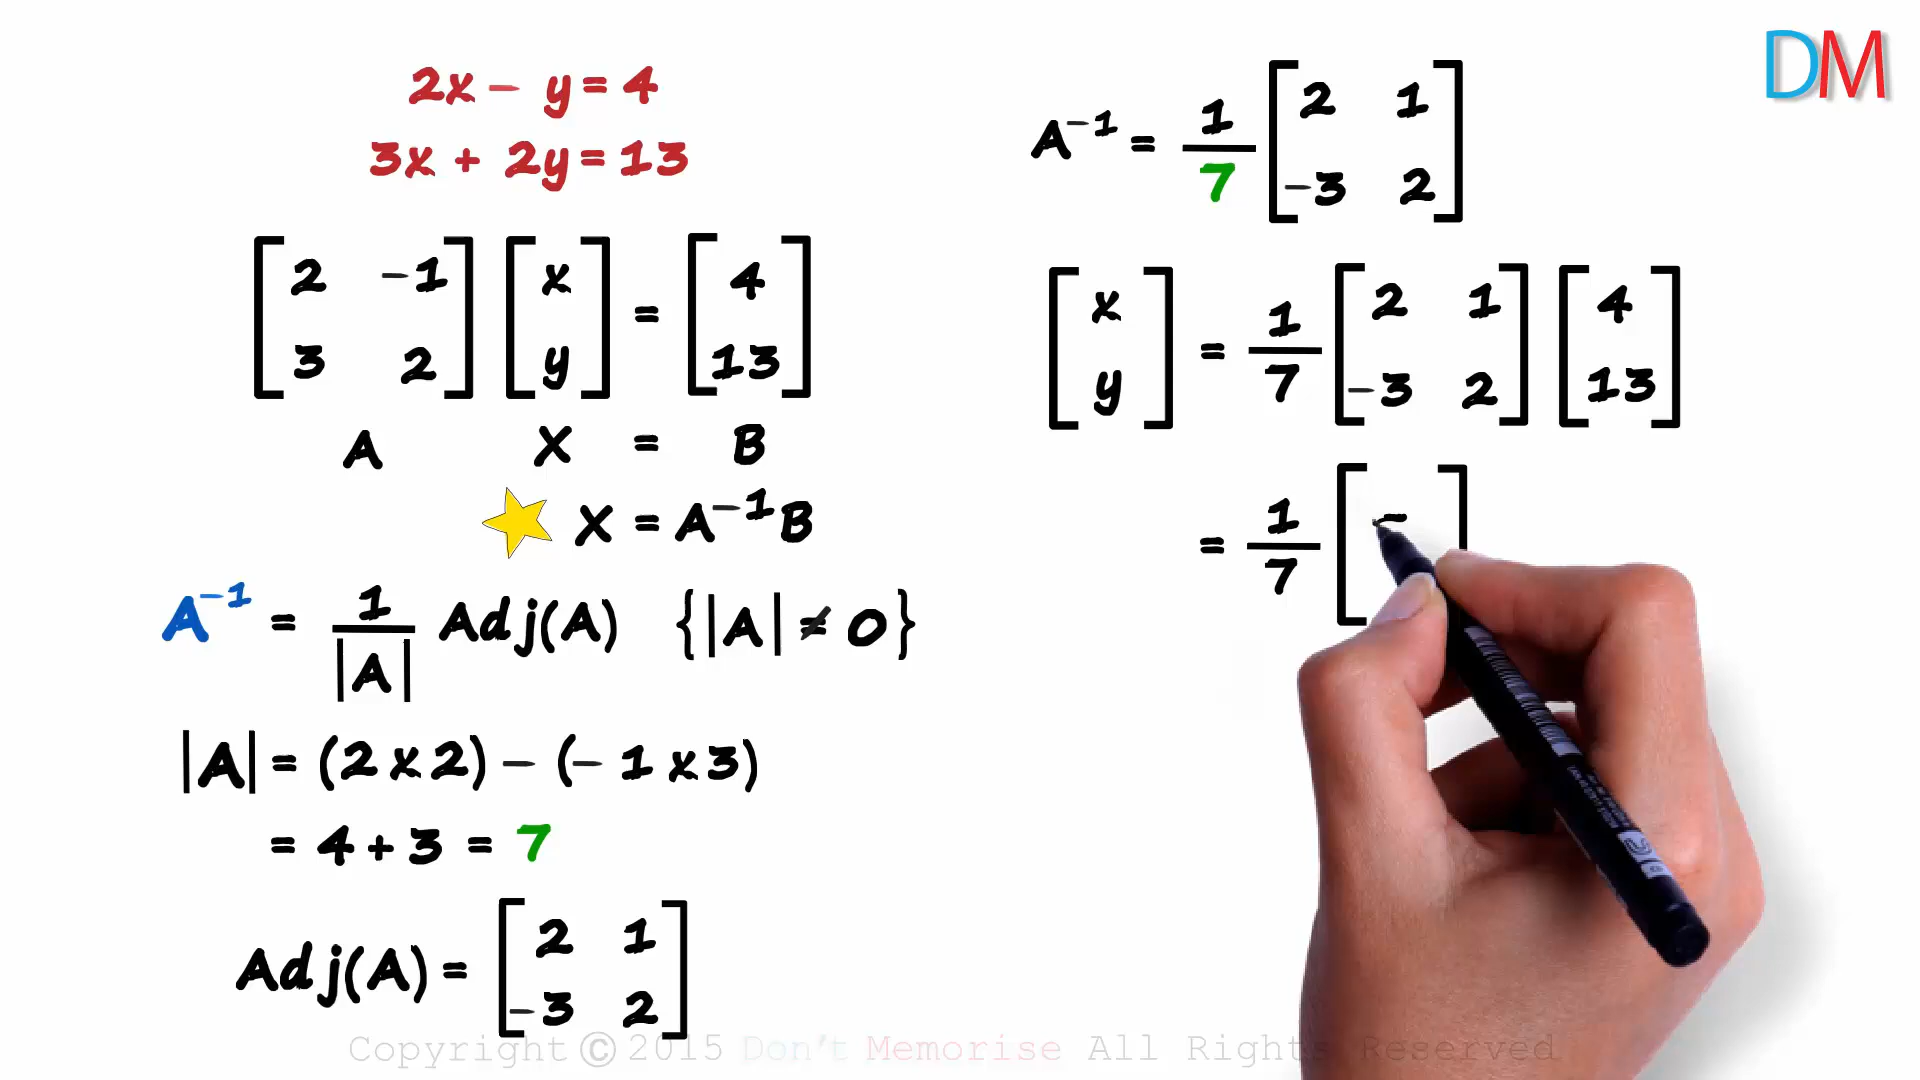 2x - y = 4
3x + 2y = 13
[2 -1; 3 2] [x; y] = [4; 13]
A X = B
X = A⁻¹B
A⁻¹ = 1/|A| Adj(A) {|A| ≠ 0}
|A| = (2 x 2) - (- 1 x 3)
= 4 + 3 = 7
Adj(A) = [2 1; -3 2]
DM
A⁻¹ = 1/7 [2 1; -3 2]
[x; y] = 1/7 [2 1; -3 2] [4; 13]
= 1/7 [
Copyright © 2015 Don't Memorise All Rights Reserved